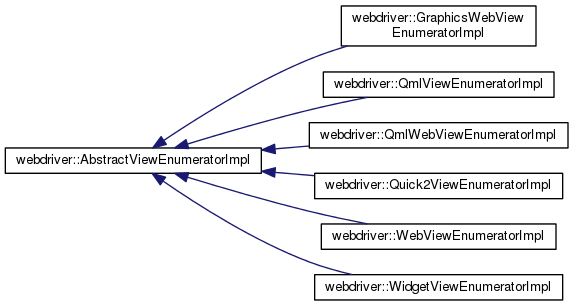 webdriver::GraphicsWebView
EnumeratorImpl
webdriver::QmlViewEnumeratorImpl
webdriver::QmlWebViewEnumeratorImpl
webdriver::AbstractViewEnumeratorImpl
webdriver::Quick2ViewEnumeratorImpl
webdriver::WebViewEnumeratorImpl
webdriver::WidgetViewEnumeratorImpl